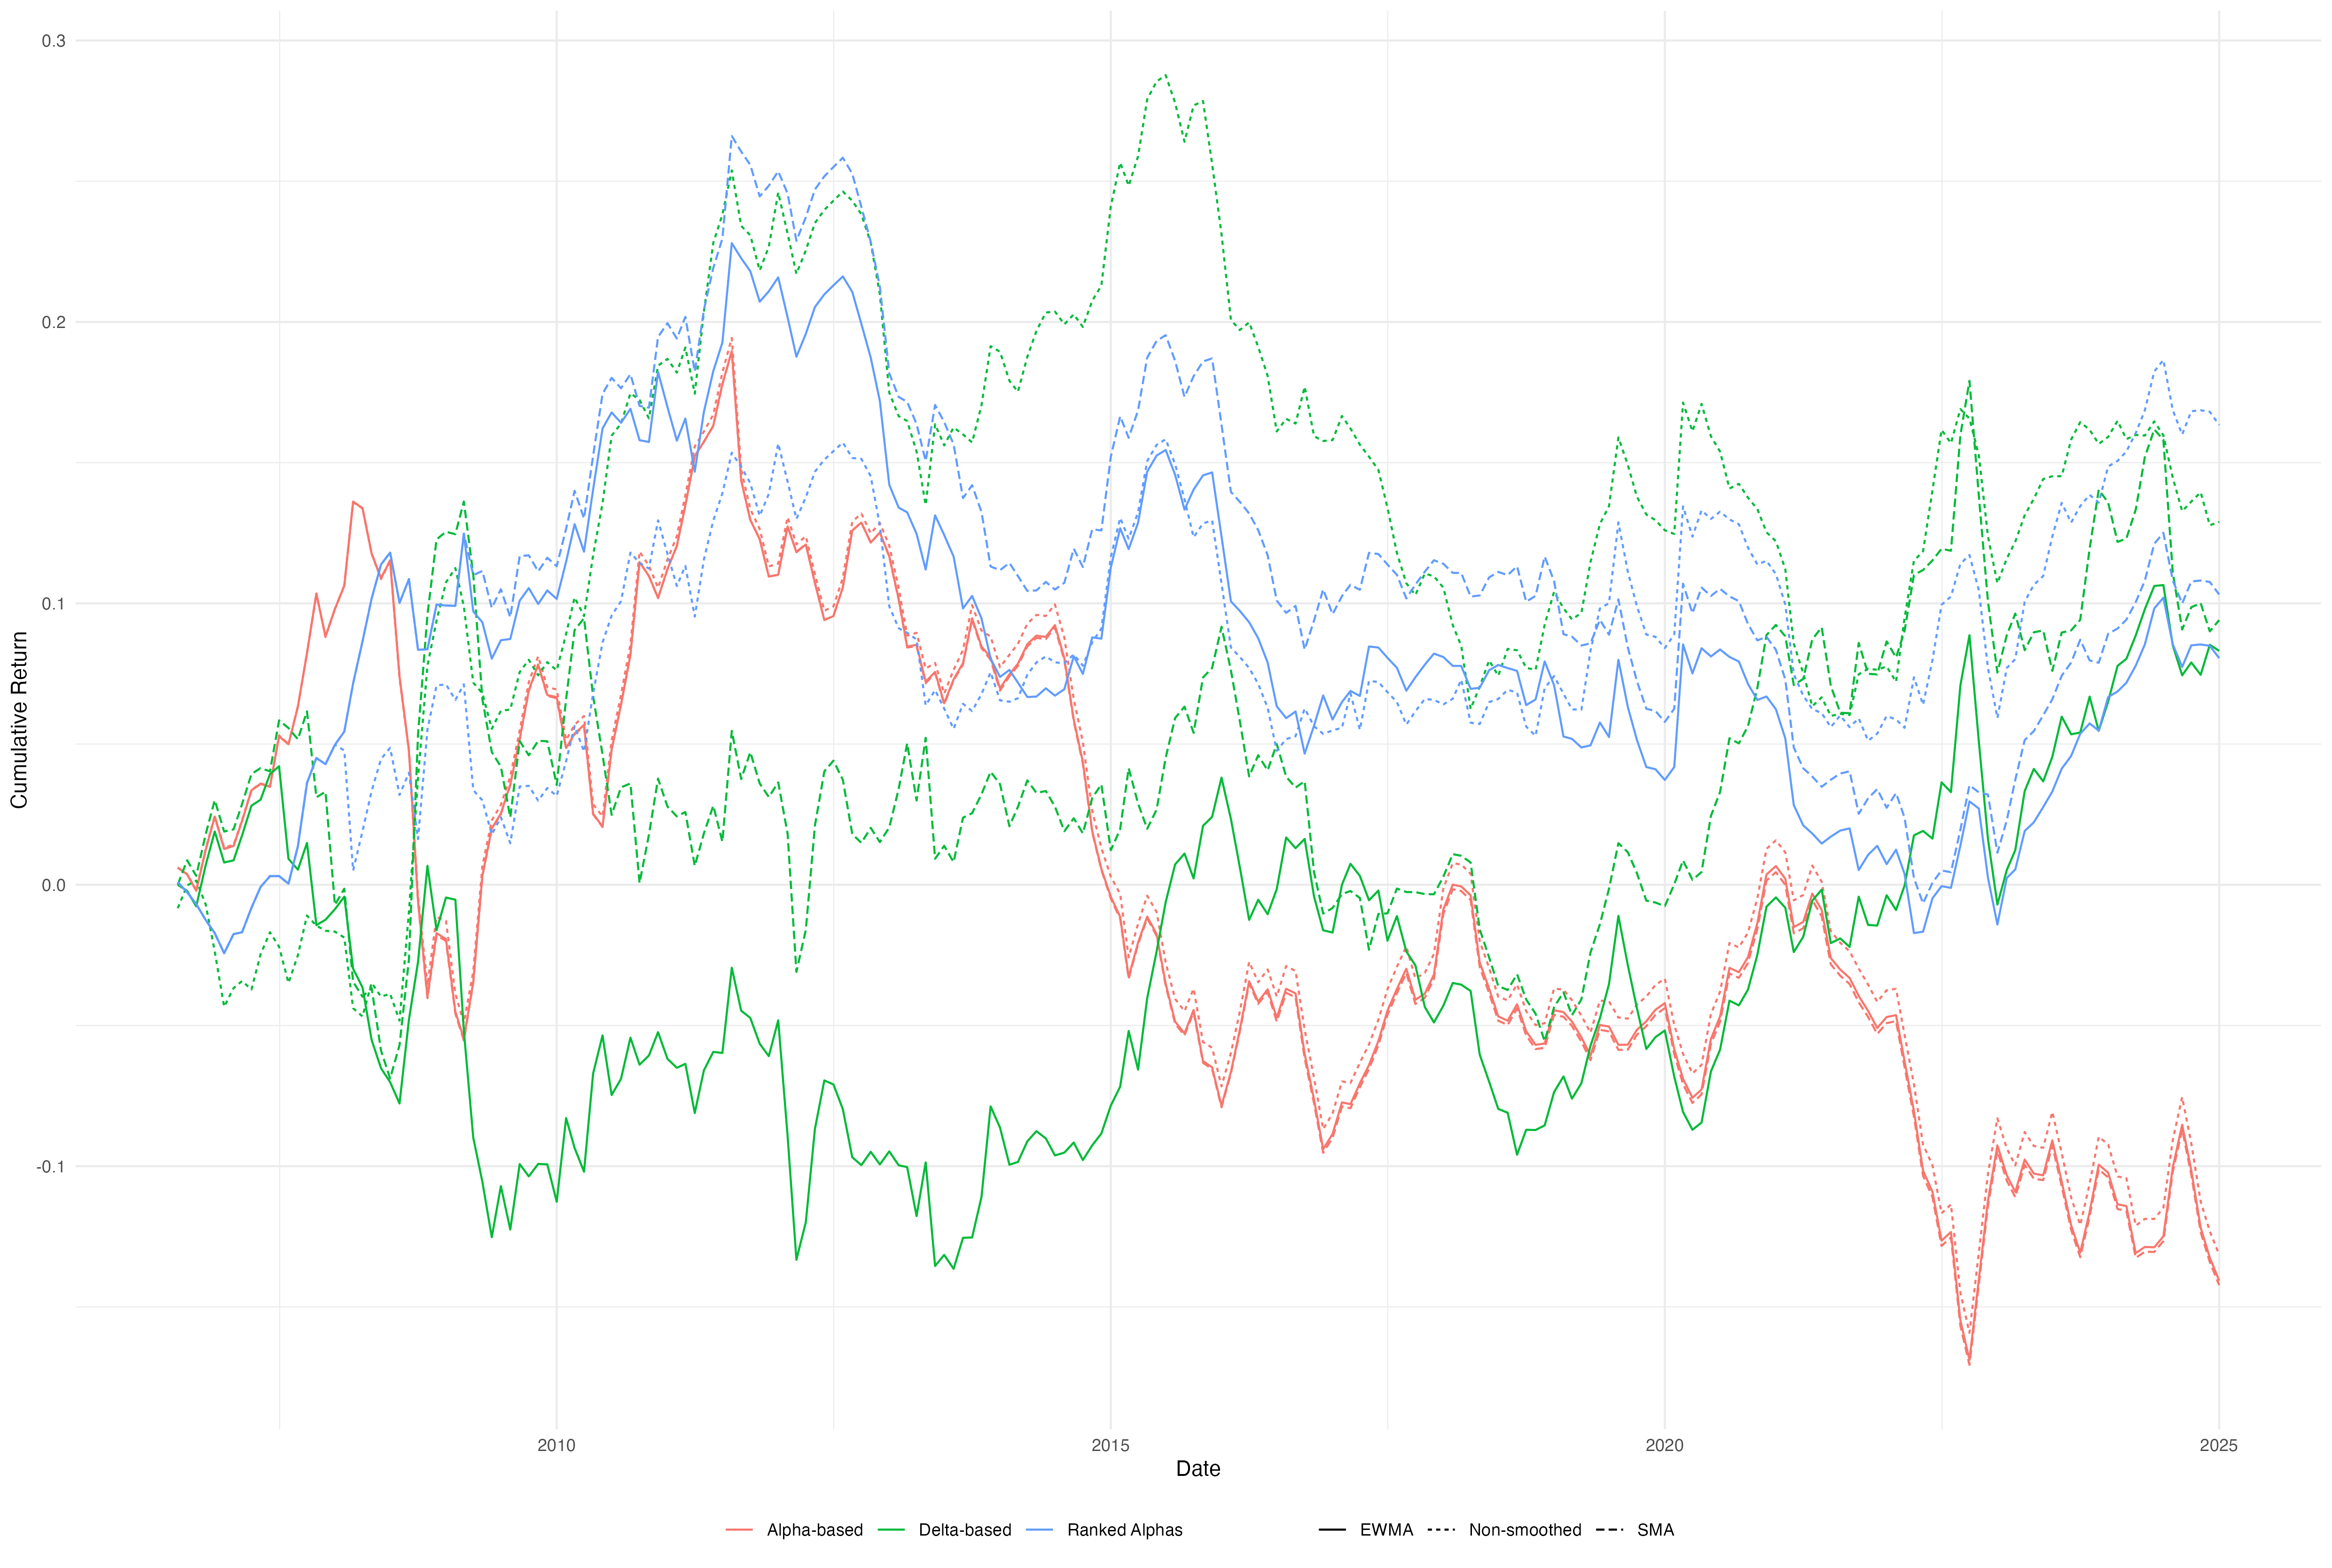 Cumulative Return
0.3
0.2
0.1
0.0
-0.1
2010 2015 2020 2025
Date
Alpha-based Delta-based Ranked Alphas EWMA Non-smoothed SMA